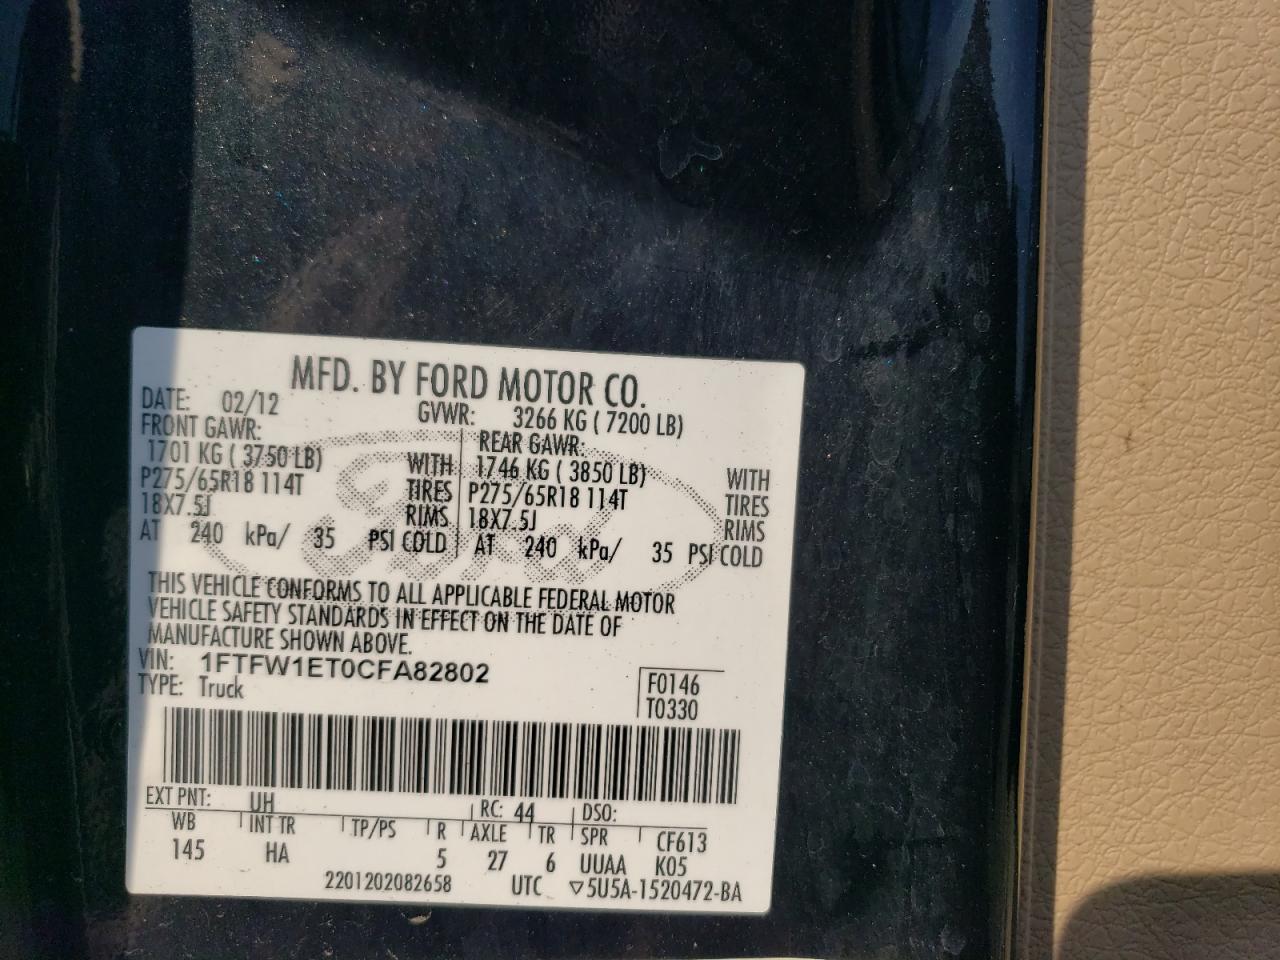 MFD. BY FORD MOTOR CO.
DATE: 02/12 GVWR: 3266 KG ( 7200 LB)
FRONT GAWR: REAR GAWR:
1701 KG ( 3750 LB) WITH 1746 KG ( 3850 LB) WITH
P275/65R18 114T TIRES P275/65R18 114T TIRES
18X7.5J RIMS 18X7.5J RIMS
AT 240 kPa/ 35 PSI COLD AT 240 kPa/ 35 PSI COLD
Ford
THIS VEHICLE CONFORMS TO ALL APPLICABLE FEDERAL MOTOR
VEHICLE SAFETY STANDARDS IN EFFECT ON THE DATE OF
MANUFACTURE SHOWN ABOVE.
VIN: 1FTFW1ET0CFA82802
TYPE: Truck
F0146
T0330
EXT PNT: UH RC: 44 DSO:
WB INT TR TP/PS R AXLE TR SPR CF613
145 HA 5 27 6 UUAA K05
2201202082658 UTC ▽5U5A-1520472-BA